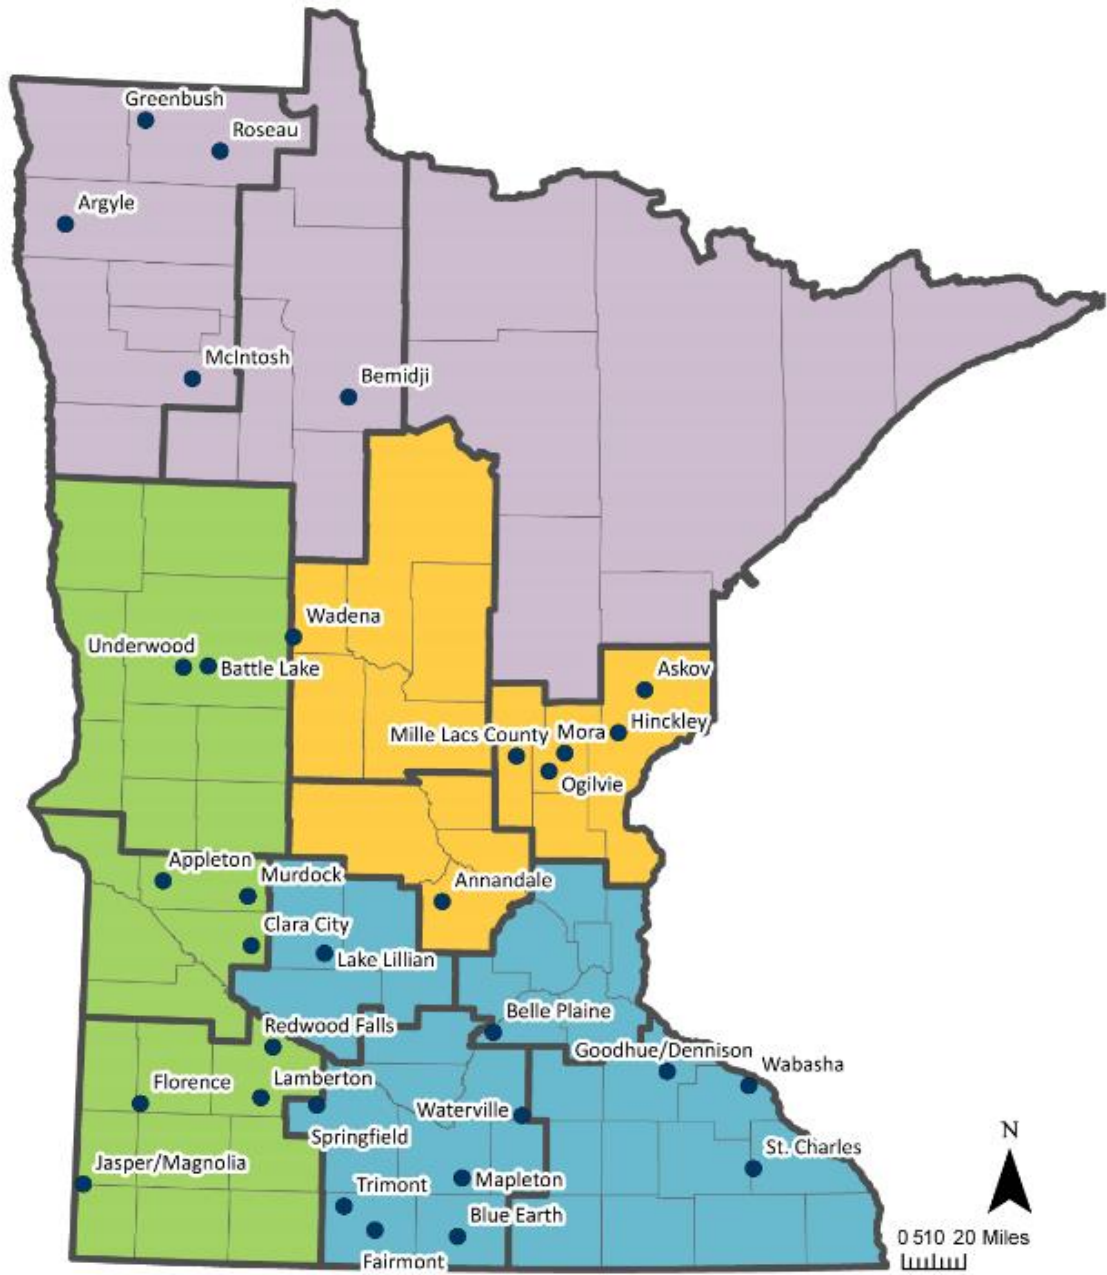 Greenbush
Roseau
Argyle
McIntosh
Bemidji
Wadena
Underwood
Battle Lake
Askov
Hinckley
Mille Lacs County
Mora
Ogilvie
Appleton
Murdock
Annandale
Clara City
Lake Lillian
Belle Plaine
Redwood Falls
Goodhue/Dennison
Wabasha
Florence
Lamberton
Waterville
Springfield
N
St. Charles
Jasper/Magnolia
Trimont
Mapleton
Blue Earth
0 510 20 Miles
Fairmont